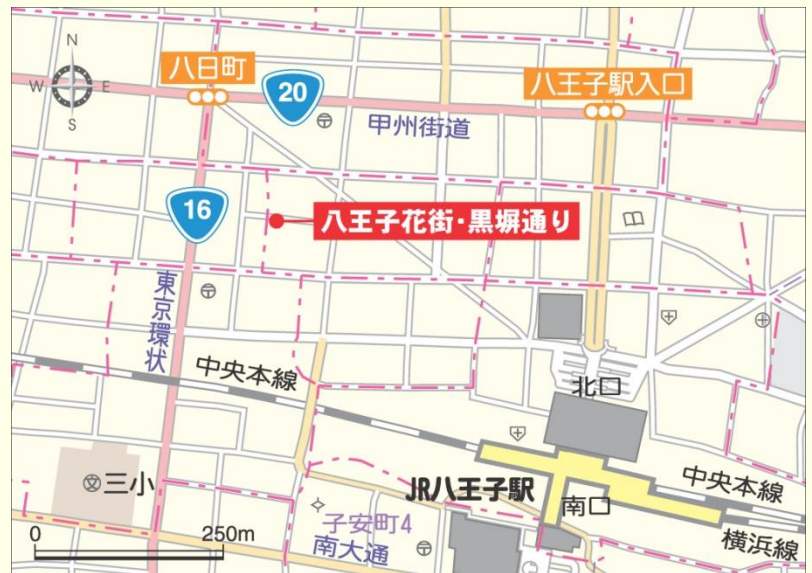 N
W
E
S
八日町
20
八王子駅入口
甲州街道
16
八王子花街・黒塀通り
東京環状
中央本線
北口
三小
文
JR八王子駅
中央本線
南口
子安町4
横浜線
0
250m
南大通